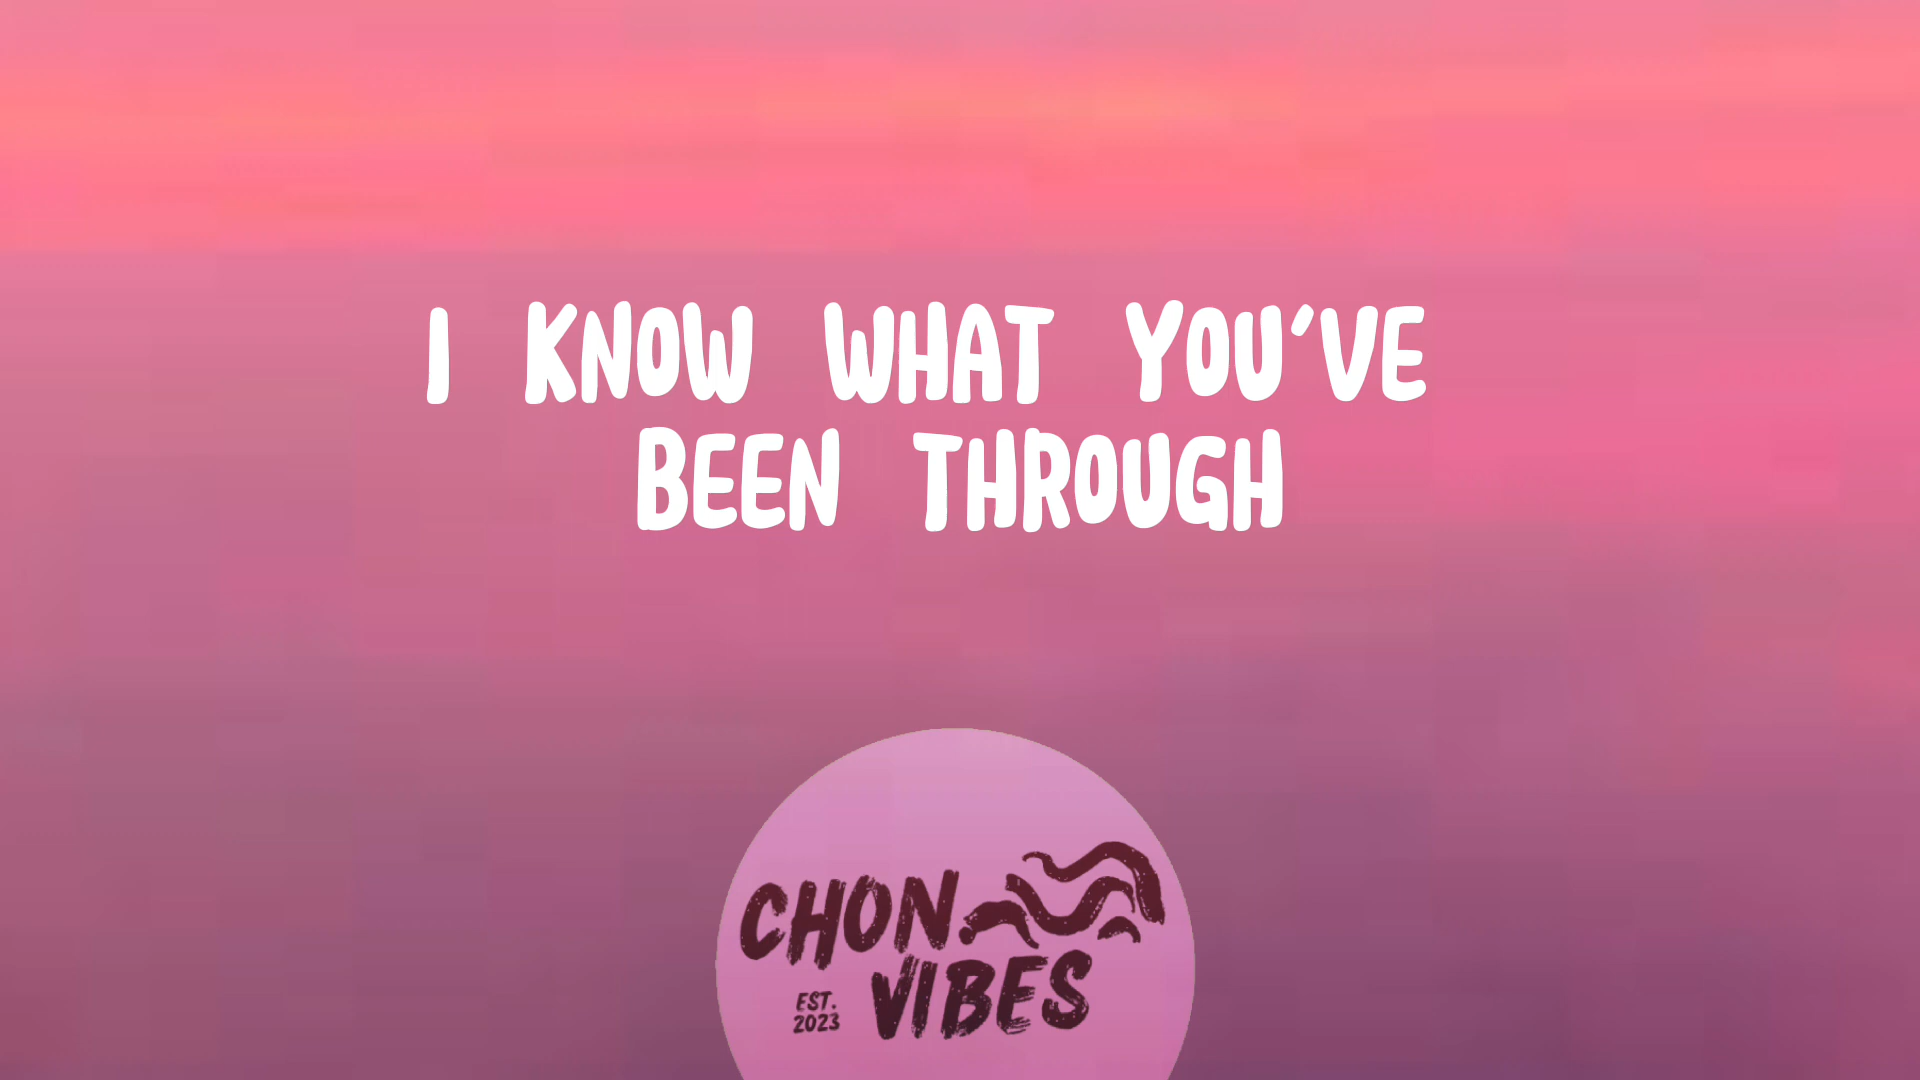 I KNOW WHAT YOU'VE
BEEN THROUGH
CHON
VIBES
EST.
2023